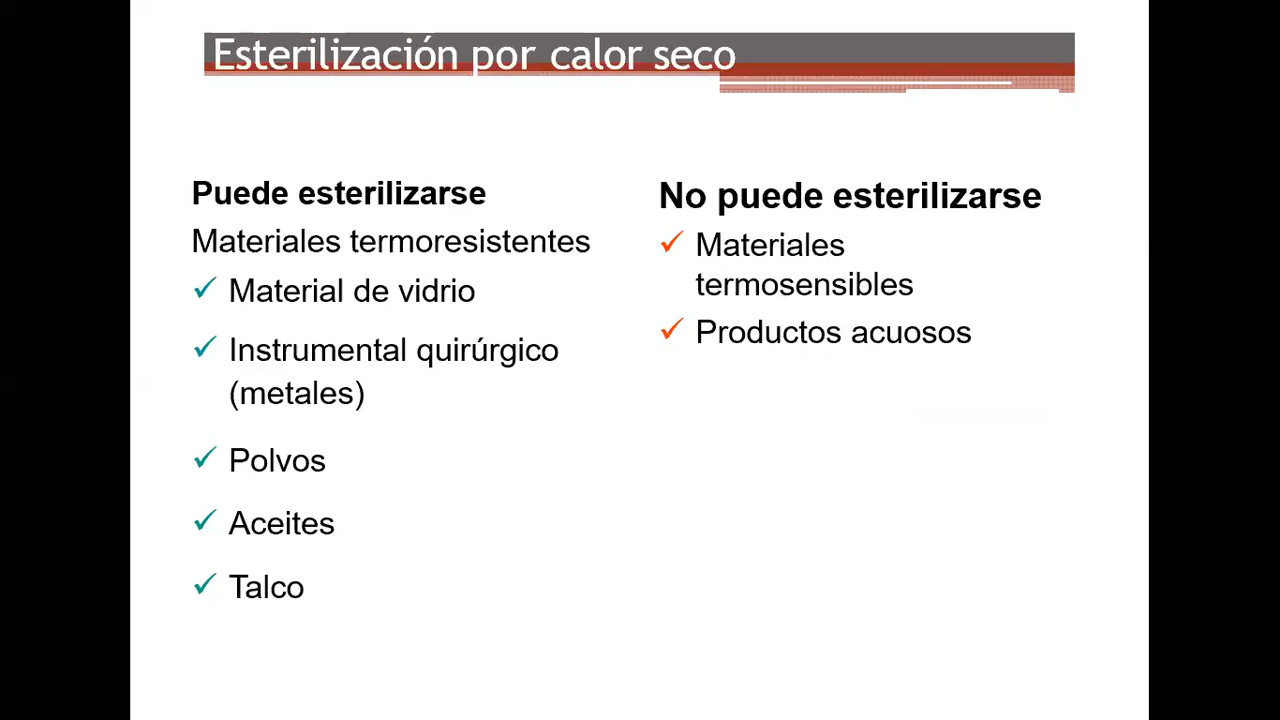 Esterilización por calor seco
Puede esterilizarse
Materiales termoresistentes
✓ Material de vidrio
✓ Instrumental quirúrgico
(metales)
✓ Polvos
✓ Aceites
✓ Talco
No puede esterilizarse
✓ Materiales
termosensibles
✓ Productos acuosos